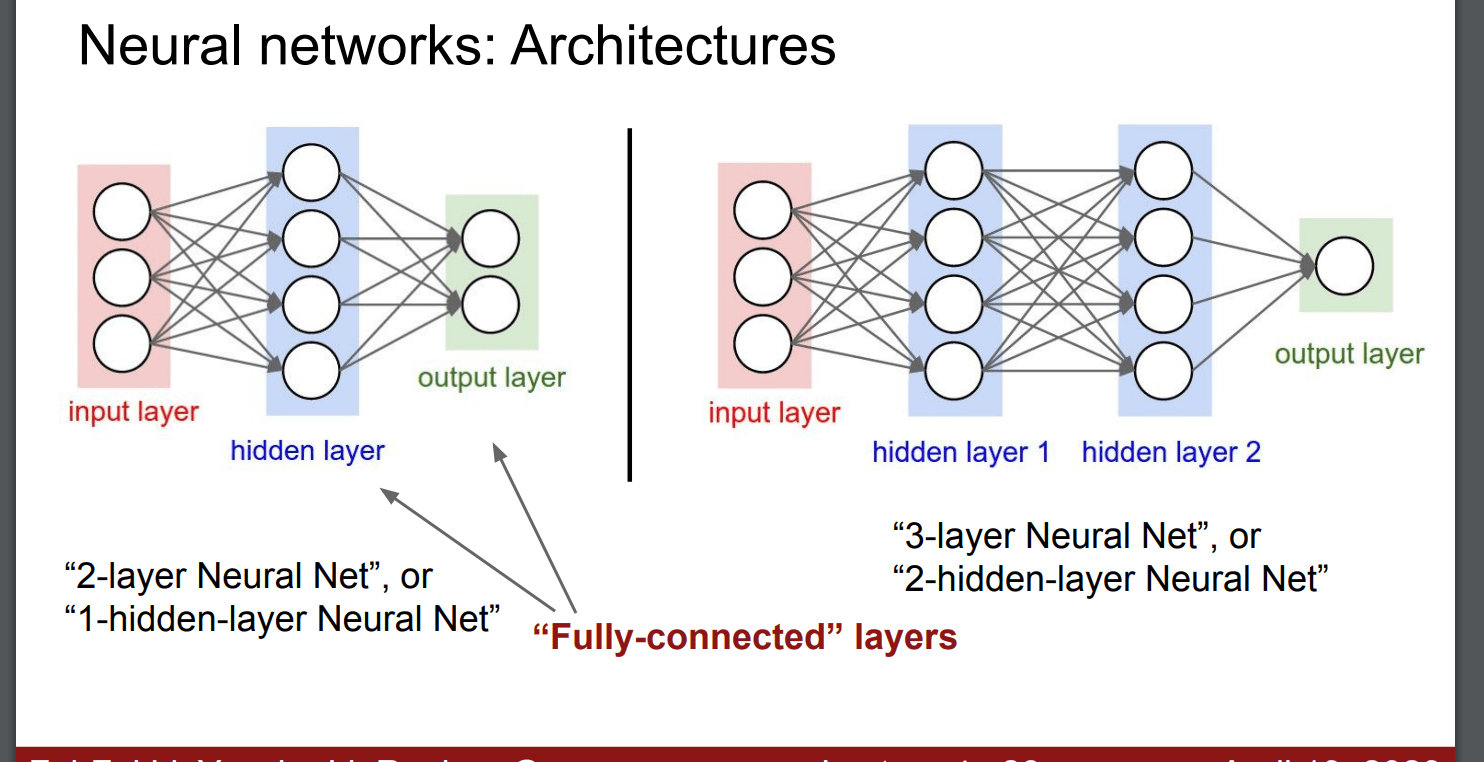 Neural networks: Architectures
input layer
hidden layer
output layer
input layer
hidden layer 1
hidden layer 2
output layer
“2-layer Neural Net”, or
“1-hidden-layer Neural Net”
“3-layer Neural Net”, or
“2-hidden-layer Neural Net”
“Fully-connected” layers